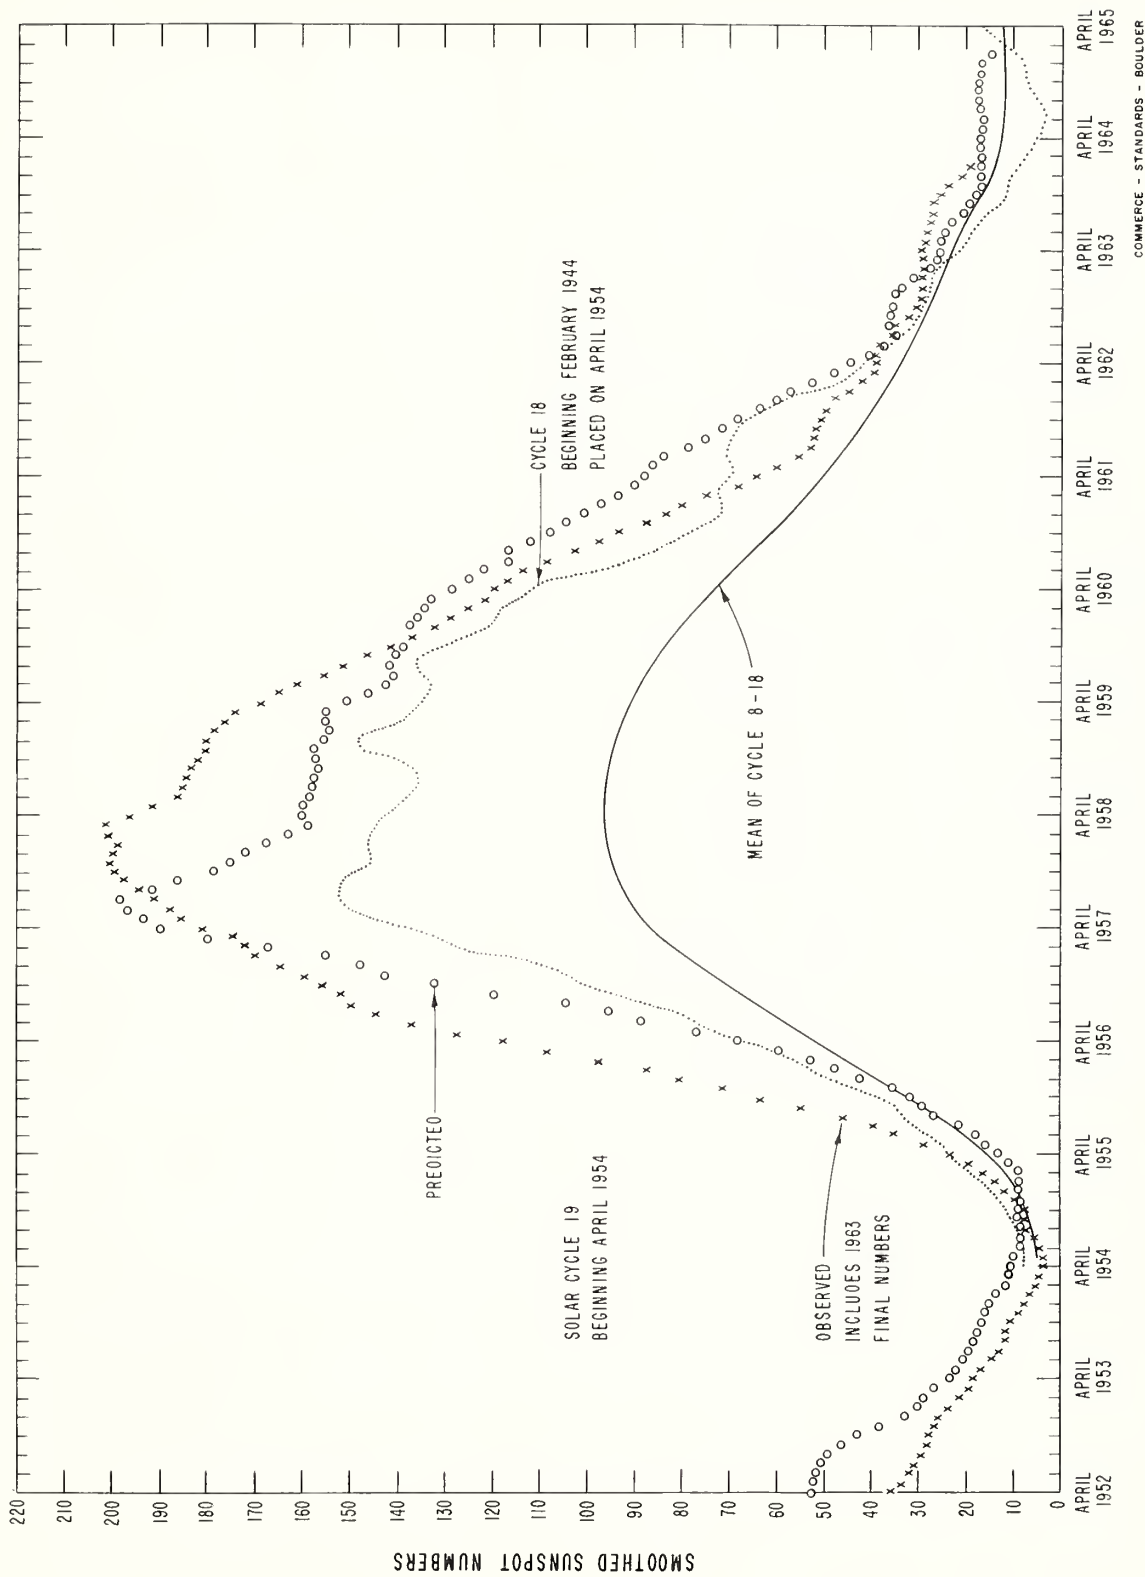 SMOOTHED SUNSPOT NUMBERS
220
210
200
190
180
170
160
150
140
130
120
110
100
90
80
70
60
50
40
30
20
10
0
PREDICTED
SOLAR CYCLE 19
BEGINNING APRIL 1954
OBSERVED
INCLUDES 1963
FINAL NUMBERS
CYCLE 18
BEGINNING FEBRUARY 1944
PLACED ON APRIL 1954
MEAN OF CYCLE 8-18
APRIL
1952
APRIL
1953
APRIL
1954
APRIL
1955
APRIL
1956
APRIL
1957
APRIL
1958
APRIL
1959
APRIL
1960
APRIL
1961
APRIL
1962
APRIL
1963
APRIL
1964
APRIL
1965
COMMERCE - STANDARDS - BOULDER